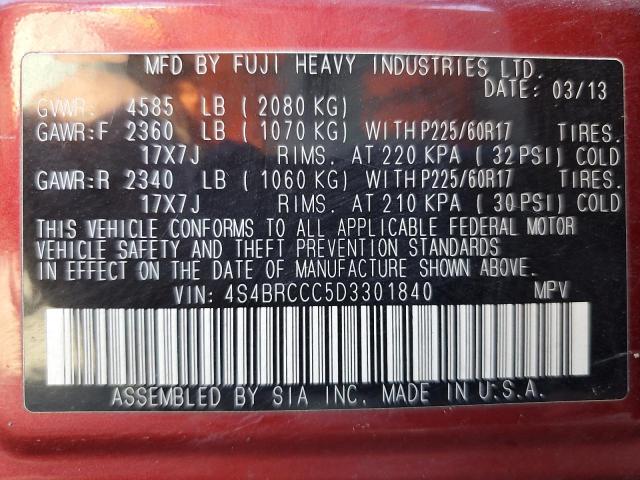 MFD BY FUJI HEAVY INDUSTRIES LTD.
DATE: 03/13
GVWR: 4585 LB ( 2080 KG)
GAWR:F 2360 LB ( 1070 KG) WITH P225/60R17 TIRES.
17X7J RIMS. AT 220 KPA ( 32 PSI) COLD
GAWR:R 2340 LB ( 1060 KG) WITH P225/60R17 TIRES.
17X7J RIMS. AT 210 KPA ( 30 PSI) COLD
THIS VEHICLE CONFORMS TO ALL APPLICABLE FEDERAL MOTOR
VEHICLE SAFETY AND THEFT PREVENTION STANDARDS
IN EFFECT ON THE DATE OF MANUFACTURE SHOWN ABOVE.
VIN: 4S4BRCCC5D3301840 MPV
ASSEMBLED BY SIA INC. MADE IN U.S.A.